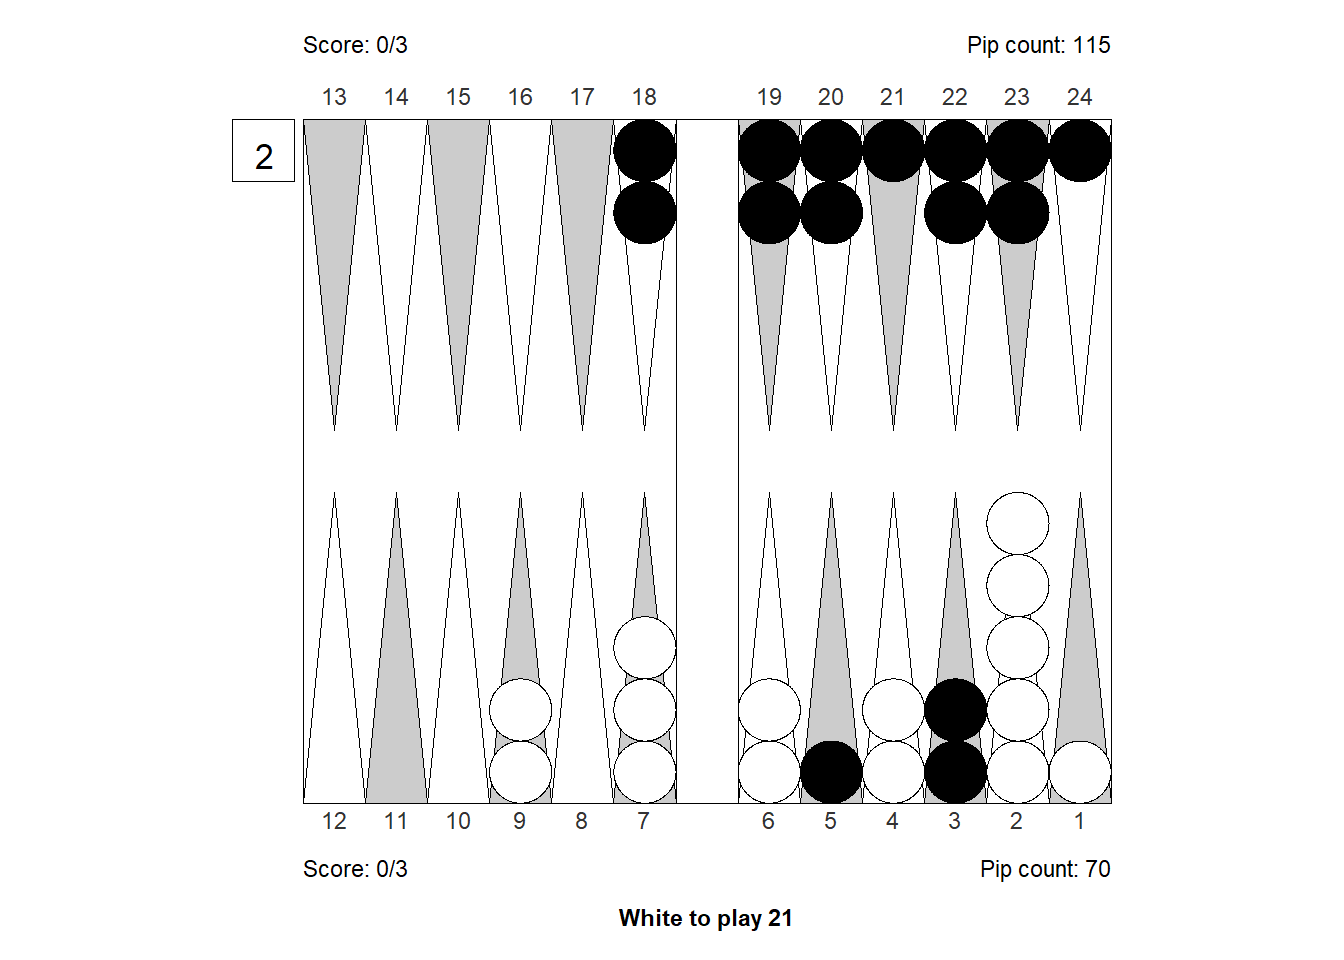 Score: 0/3 Pip count: 115
13 14 15 16 17 18 19 20 21 22 23 24
2
12 11 10 9 8 7 6 5 4 3 2 1
Score: 0/3 Pip count: 70
White to play 21